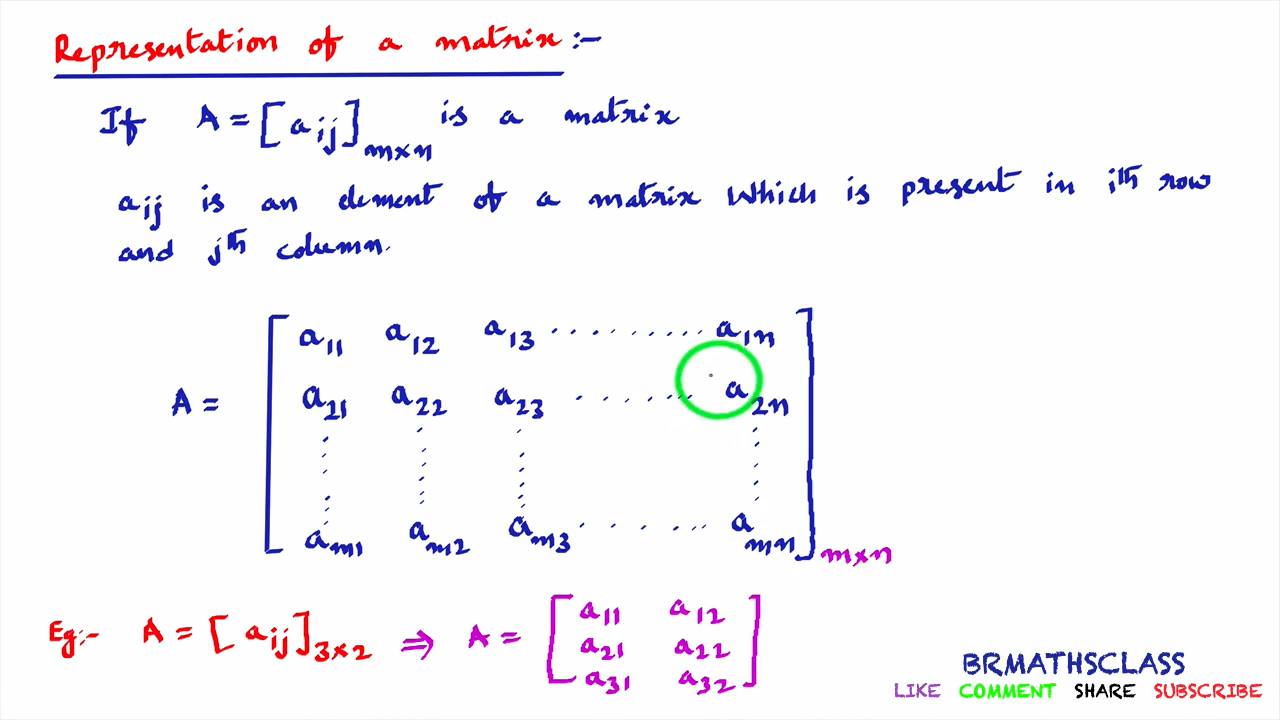 Representation of a matrix :-
If A = [aij]m×n is a matrix
aij is an element of a matrix which is present in ith row
and jth column.
a11 a12 a13 ......... a1n
A = a21 a22 a23 ....... a2n
am1 am2 am3 ...... amn
m×n
Eg:- A = [aij]3×2 ⇒ A = [a11 a12
a21 a22
a31 a32]
BRMATHSCLASS
LIKE COMMENT SHARE SUBSCRIBE